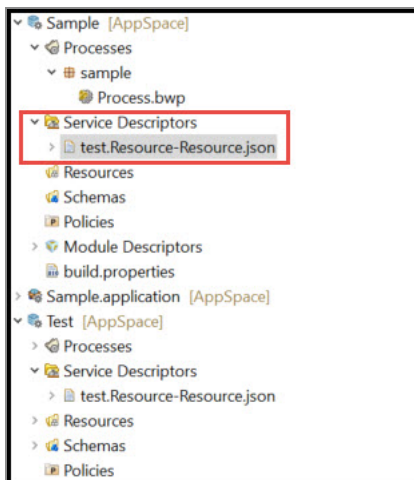 Sample [AppSpace]
Processes
sample
Process.bwp
Service Descriptors
test.Resource-Resource.json
Resources
Schemas
Policies
Module Descriptors
build.properties
Sample.application [AppSpace]
Test [AppSpace]
Processes
Service Descriptors
test.Resource-Resource.json
Resources
Schemas
Policies